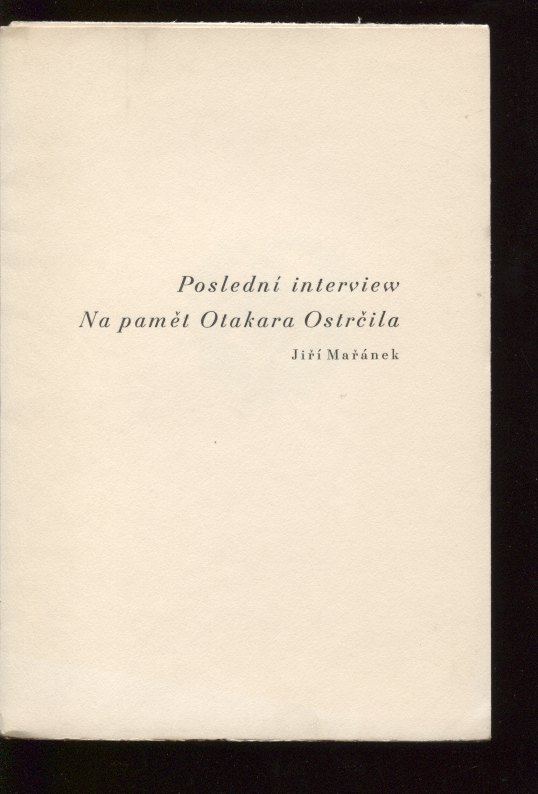 Poslední interview
Na pamět Otakara Ostrčila
Jiří Mařánek